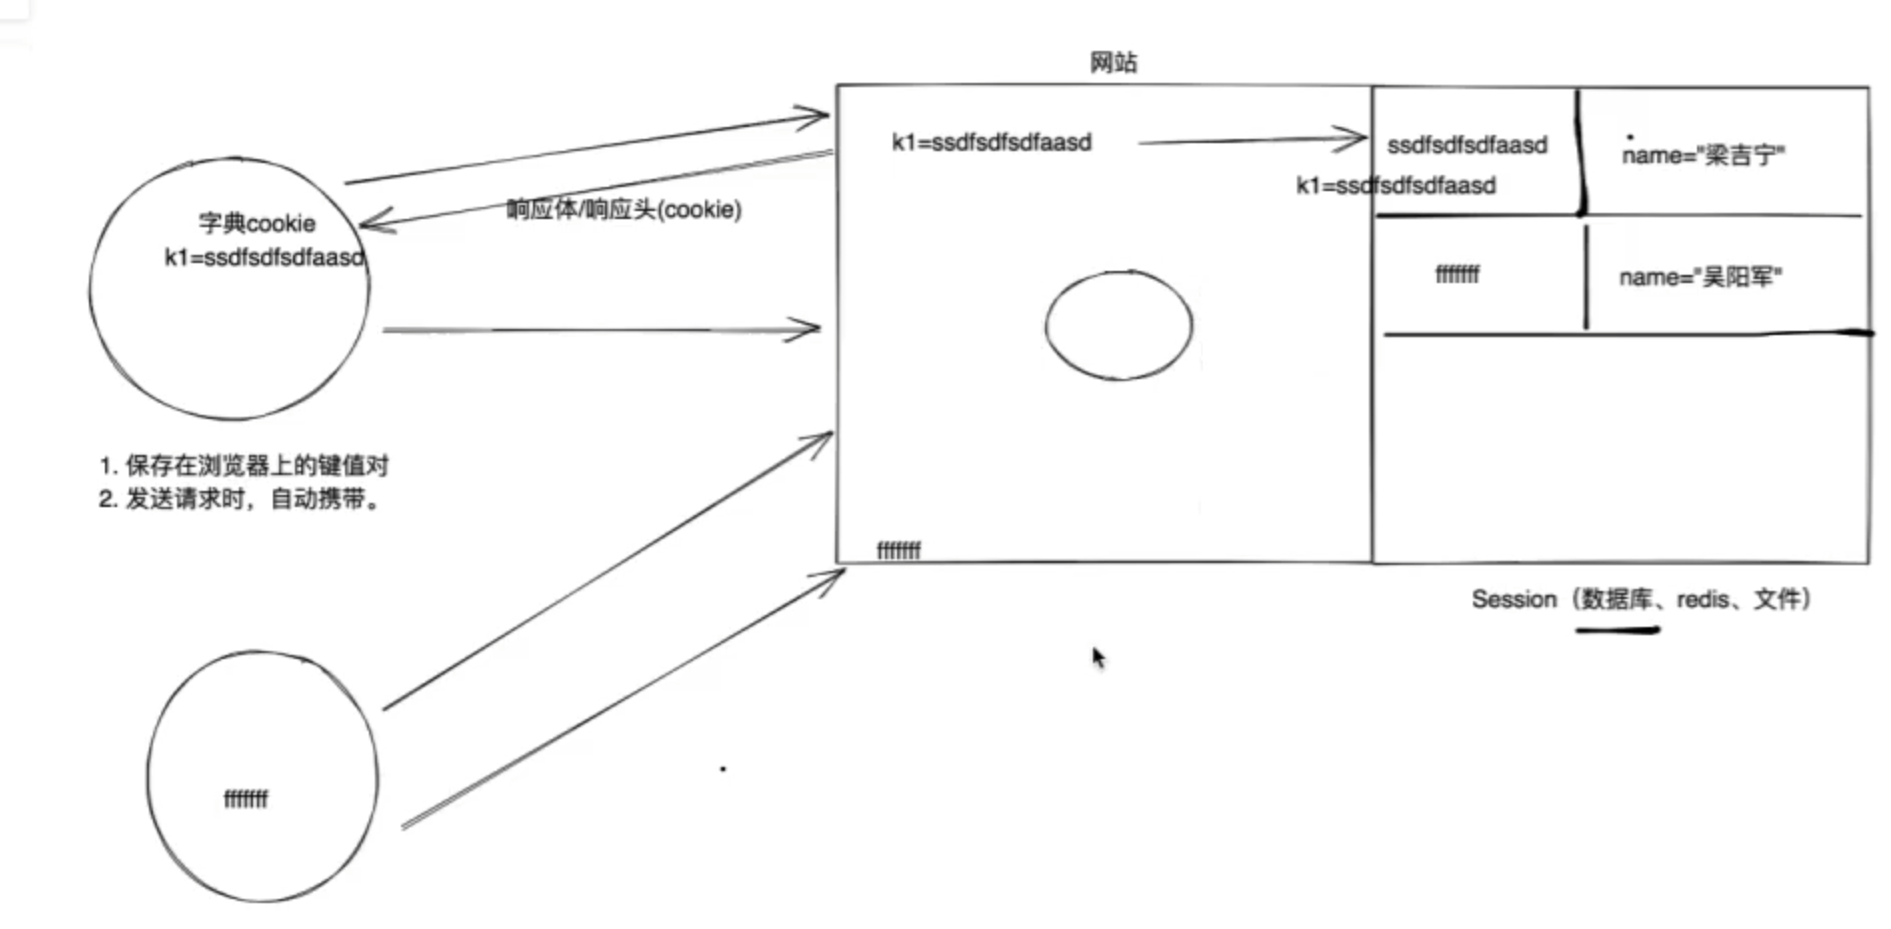 网站
k1=ssdfsdfsdfaasd
ssdfsdfsdfaasd
name="梁吉宁"
k1=ssdfsdfsdfaasd
响应体/响应头(cookie)
字典cookie
k1=ssdfsdfsdfaasd
fffffff
name="吴阳军"
1. 保存在浏览器上的键值对
2. 发送请求时，自动携带。
fffffff
Session（数据库、redis、文件）
fffffff